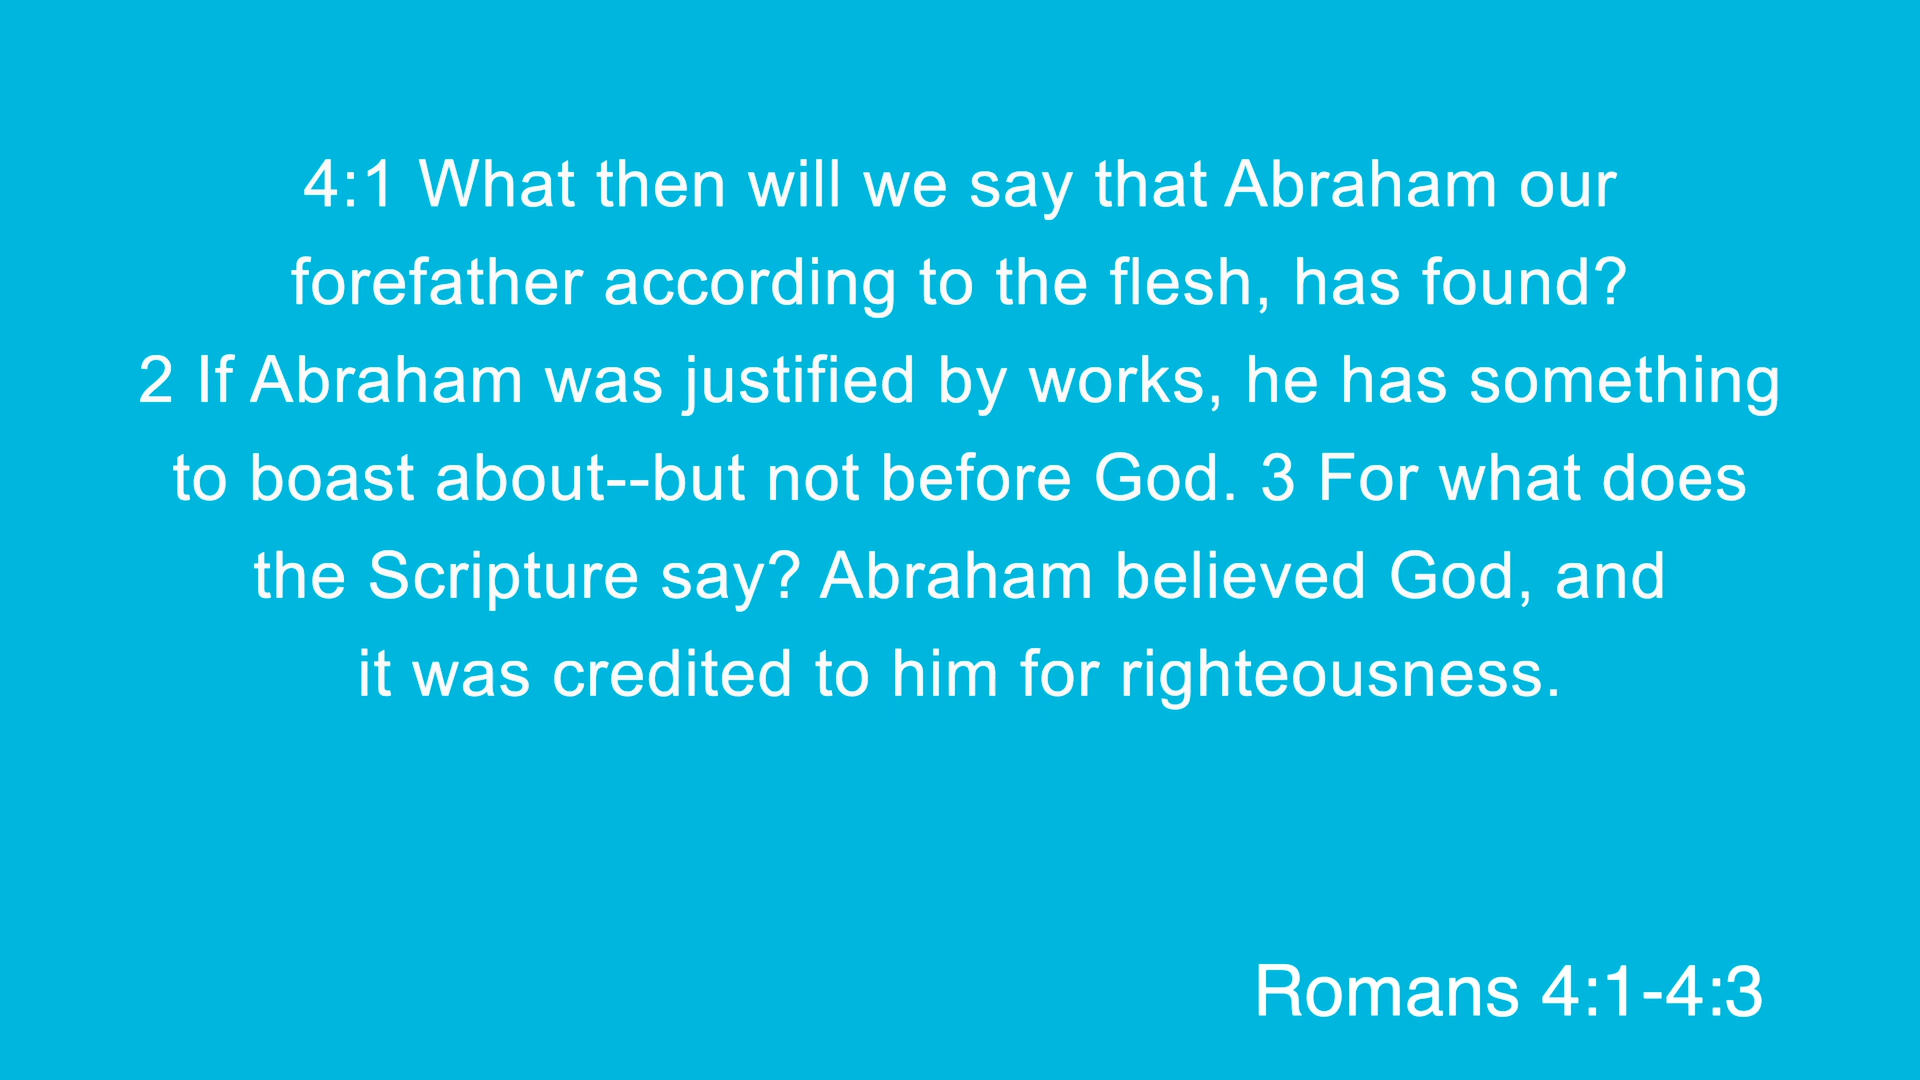 4:1 What then will we say that Abraham our
forefather according to the flesh, has found?
2 If Abraham was justified by works, he has something
to boast about--but not before God. 3 For what does
the Scripture say? Abraham believed God, and
it was credited to him for righteousness.
Romans 4:1-4:3